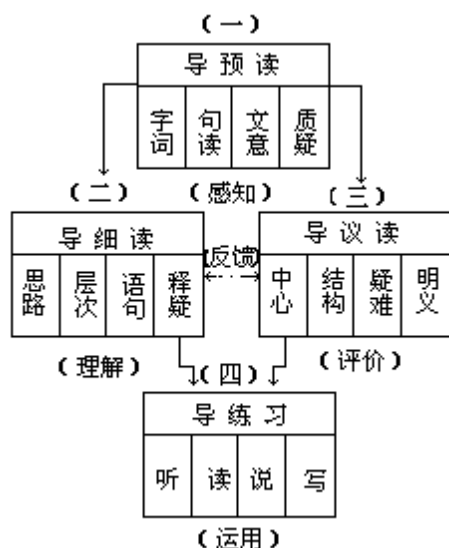 (一)
导预读
字词 句读 文意 质疑
(二) (感知) (三)
导细读 反馈 导议读
思路 层次 语句 释疑 中心 结构 疑难 明义
(理解) (四) (评价)
导练习
听 读 说 写
(运用)